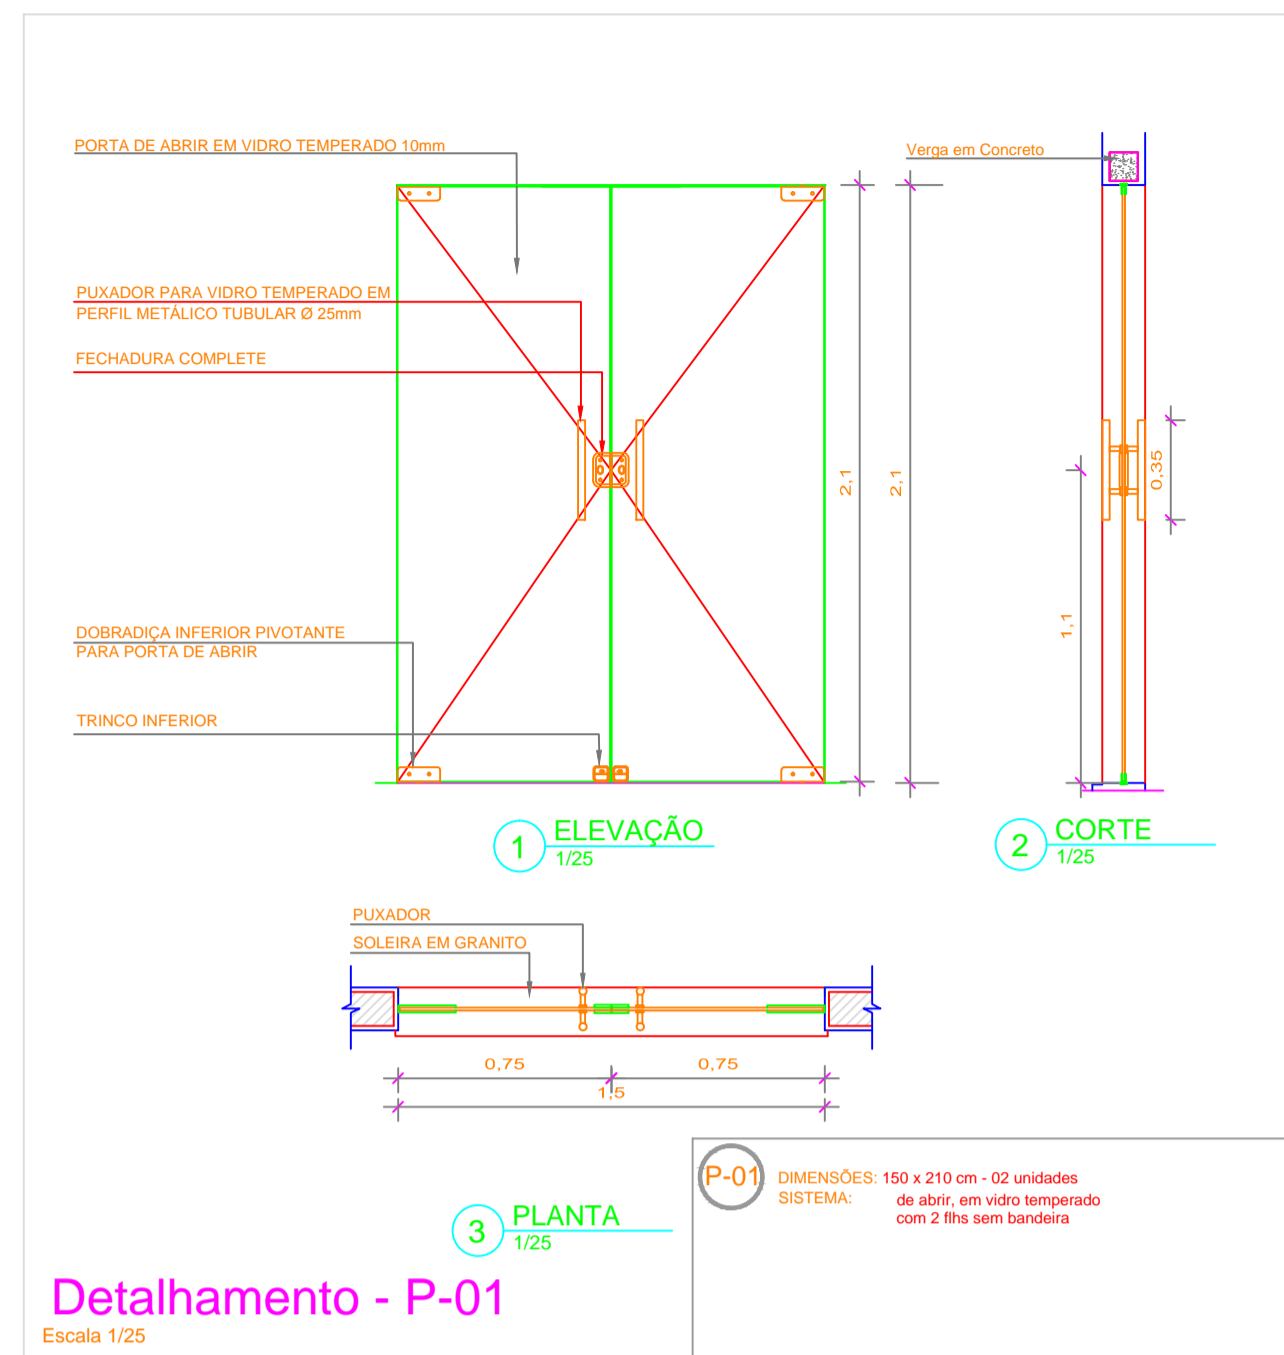 PORTA DE ABRIR EM VIDRO TEMPERADO 10mm
Verga em Concreto
PUXADOR PARA VIDRO TEMPERADO EM
PERFIL METÁLICO TUBULAR Ø 25mm
FECHADURA COMPLETE
2,1
2,1
0,35
1,1
DOBRADIÇA INFERIOR PIVOTANTE
PARA PORTA DE ABRIR
TRINCO INFERIOR
1 ELEVAÇÃO
1/25
2 CORTE
1/25
PUXADOR
SOLEIRA EM GRANITO
0,75 0,75
1,5
P-01
DIMENSÕES: 150 x 210 cm - 02 unidades
SISTEMA: de abrir, em vidro temperado
com 2 flhs sem bandeira
3 PLANTA
1/25
Detalhamento - P-01
Escala 1/25